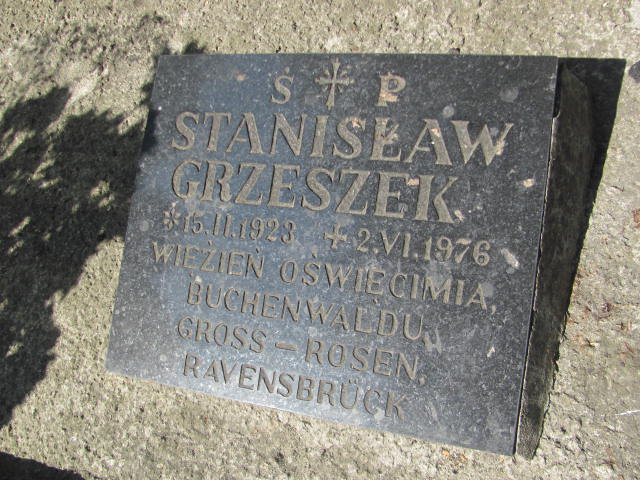 Ś P
STANISŁAW
GRZESZEK
* 15.II.1923 + 2.VI.1976
WIĘZIEŃ OŚWIĘCIMIA,
BUCHENWALDU,
GROSS – ROSEN,
RAVENSBRÜCK